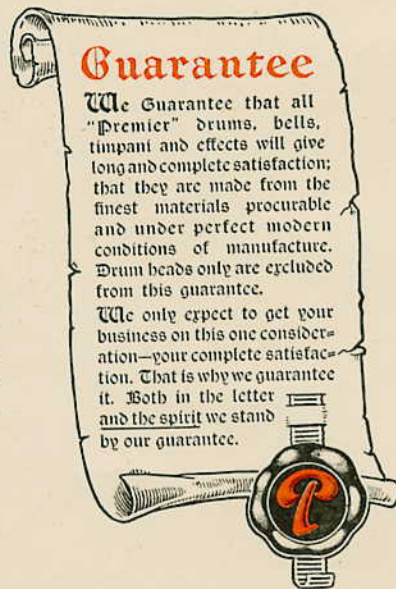 Guarantee
We Guarantee that all
"Premier" drums, bells,
timpani and effects will give
long and complete satisfaction;
that they are made from the
finest materials procurable
and under perfect modern
conditions of manufacture.
Drum heads only are excluded
from this guarantee.
We only expect to get your
business on this one consider=
ation—your complete satisfac=
tion. That is why we guarantee
it. Both in the letter
and the spirit we stand
by our guarantee.
P